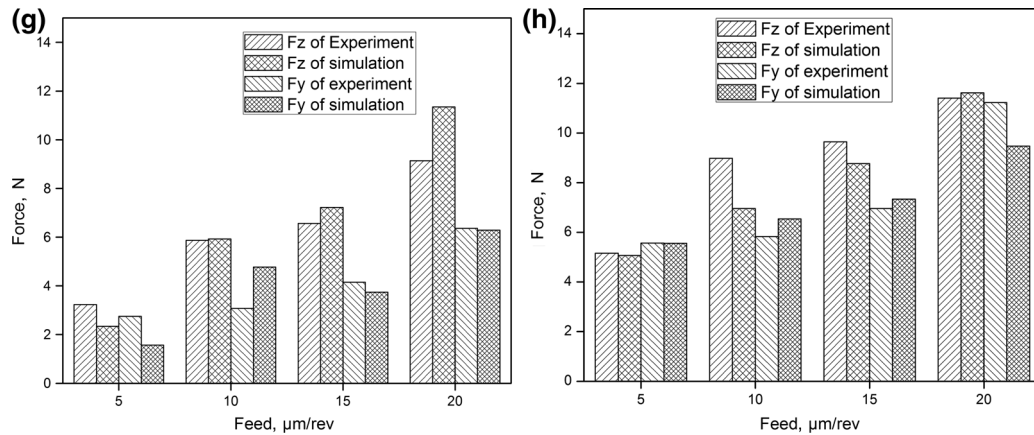 (g)
14
12
10
8
6
4
2
0
Force, N
Fz of Experiment
Fz of simulation
Fy of experiment
Fy of simulation
5 10 15 20
Feed, μm/rev
(h)
14
12
10
8
6
4
2
0
Force, N
Fz of Experiment
Fz of simulation
Fy of experiment
Fy of simulation
5 10 15 20
Feed, μm/rev